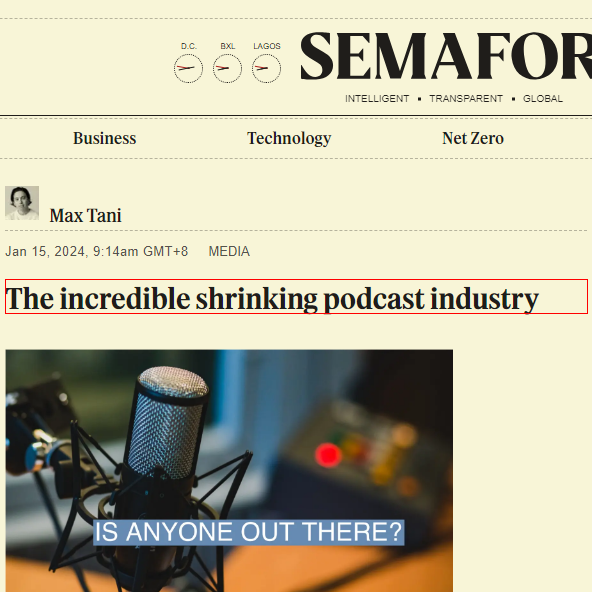 D.C. BXL LAGOS
SEMAFOR
INTELLIGENT ▪ TRANSPARENT ▪ GLOBAL
Business Technology Net Zero
Max Tani
Jan 15, 2024, 9:14am GMT+8 MEDIA
The incredible shrinking podcast industry
IS ANYONE OUT THERE?